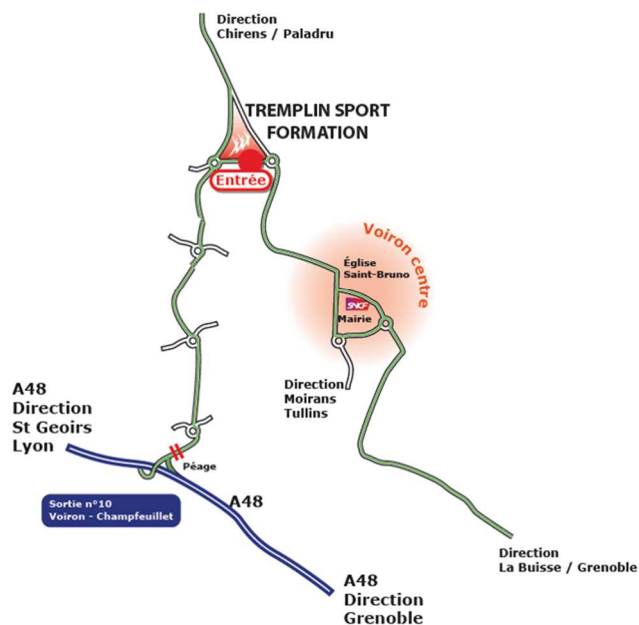 Direction
Chirens / Paladru
TREMPLIN SPORT
FORMATION
Entrée
Voiron centre
Église
Saint-Bruno
SNCF
Mairie
Direction
Moirans
Tullins
A48
Direction
St Geoirs
Lyon
Péage
Sortie n°10
Voiron - Champfeuillet
A48
Direction
La Buisse / Grenoble
A48
Direction
Grenoble